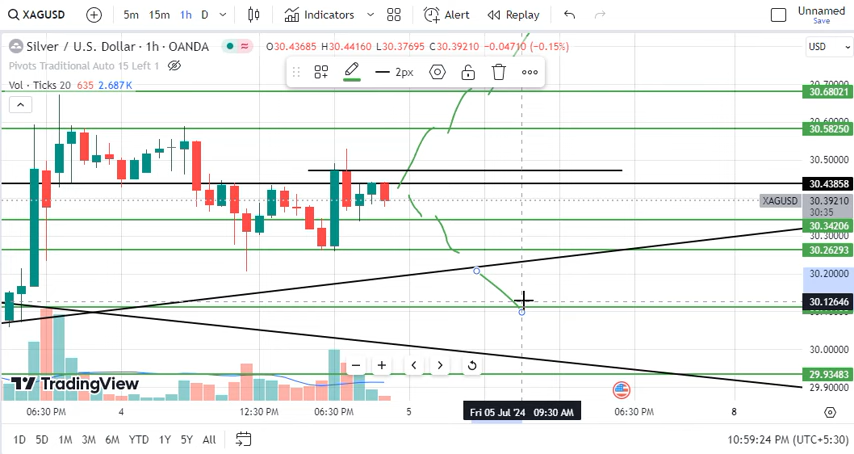 XAGUSD 5m 15m 1h D Indicators Alert Replay Unnamed
Save
Silver / U.S. Dollar · 1h · OANDA O30.43685 H30.44160 L30.37695 C30.39210 −0.04710 (−0.15%) USD
Pivots Traditional Auto 15 Left 1
2px
Vol · Ticks 20 635 2.687K
30.68021
30.58250
30.50000
30.43858
XAGUSD 30.39210
30:35
30.34206
30.30000
30.26293
30.20000
30.12646
30.00000
29.93483
29.90000
TradingView
06:30 PM 4 12:30 PM 06:30 PM 5 Fri 05 Jul '24 09:30 AM 06:30 PM 8
1D 5D 1M 3M 6M YTD 1Y 5Y All 10:59:24 PM (UTC+5:30)